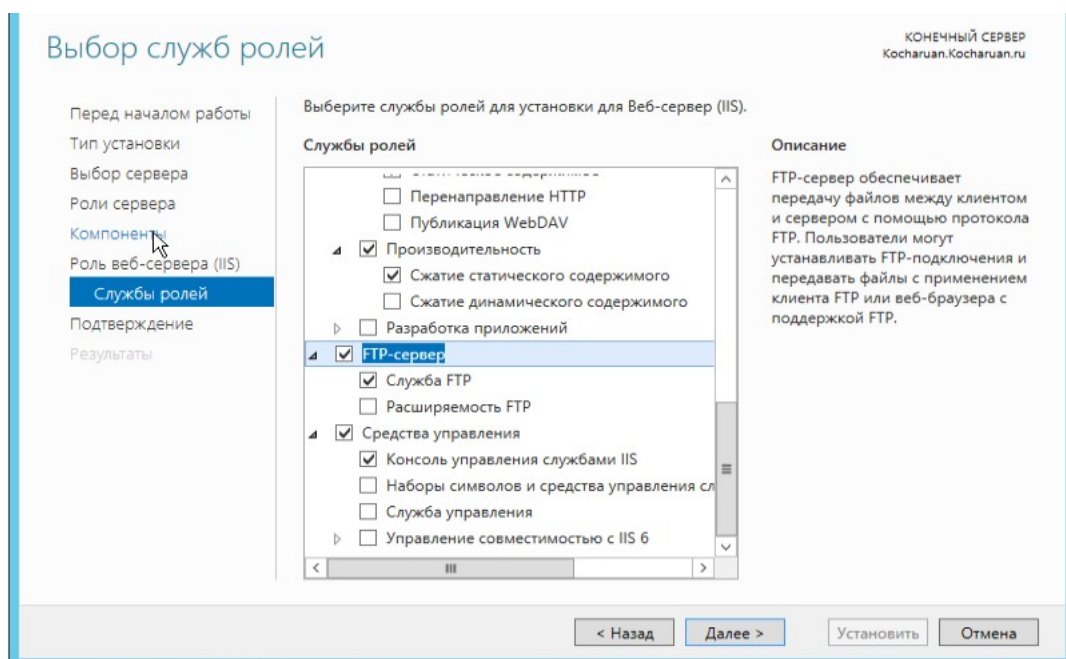 Выбор служб ролей
КОНЕЧНЫЙ СЕРВЕР
Kocharuan.Kocharuan.ru
Перед началом работы
Тип установки
Выбор сервера
Роли сервера
Компоненты
Роль веб-сервера (IIS)
Службы ролей
Подтверждение
Результаты
Выберите службы ролей для установки для Веб-сервер (IIS).
Службы ролей
Перенаправление HTTP
Публикация WebDAV
Производительность
Сжатие статического содержимого
Сжатие динамического содержимого
Разработка приложений
FTP-сервер
Служба FTP
Расширяемость FTP
Средства управления
Консоль управления службами IIS
Наборы символов и средства управления сл
Служба управления
Управление совместимостью с IIS 6
Описание
FTP-сервер обеспечивает
передачу файлов между клиентом
и сервером с помощью протокола
FTP. Пользователи могут
устанавливать FTP-подключения и
передавать файлы с применением
клиента FTP или веб-браузера с
поддержкой FTP.
< Назад
Далее >
Установить
Отмена